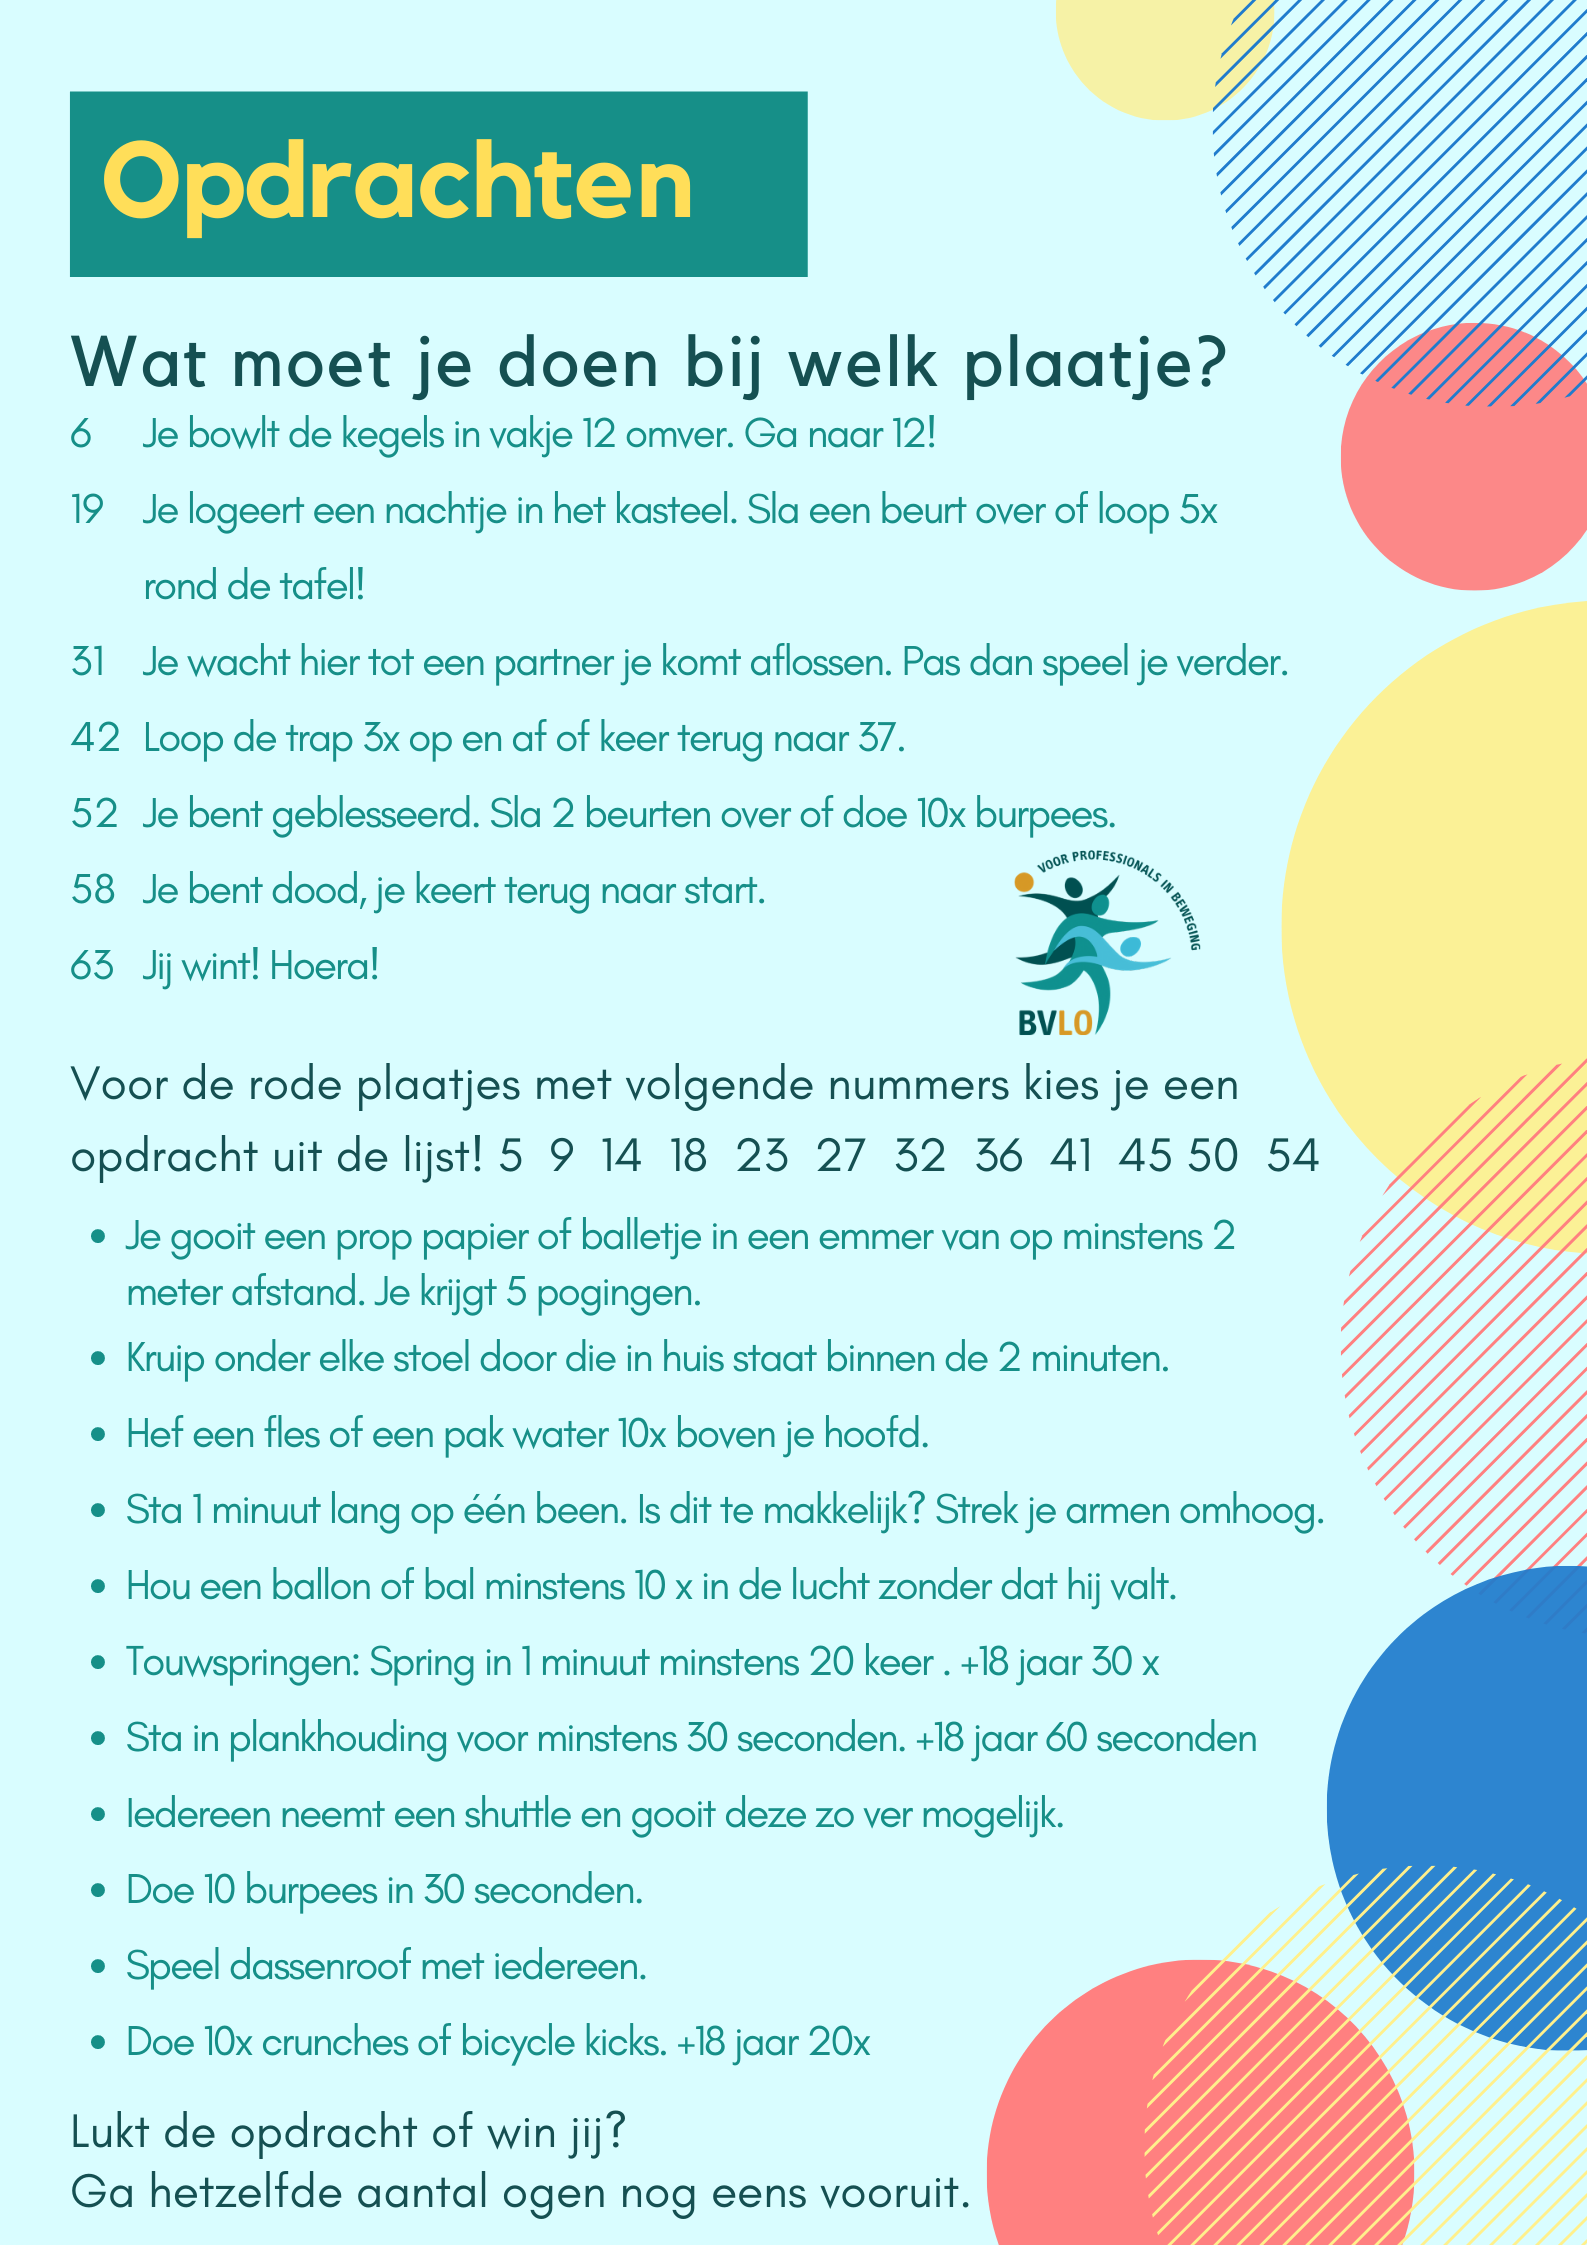 Opdrachten
Wat moet je doen bij welk plaatje?
6 Je bowlt de kegels in vakje 12 omver. Ga naar 12!
19 Je logeert een nachtje in het kasteel. Sla een beurt over of loop 5x
rond de tafel!
31 Je wacht hier tot een partner je komt aflossen. Pas dan speel je verder.
42 Loop de trap 3x op en af of keer terug naar 37.
52 Je bent geblesseerd. Sla 2 beurten over of doe 10x burpees.
58 Je bent dood, je keert terug naar start.
63 Jij wint! Hoera!
VOOR PROFESSIONALS IN BEWEGING
BVLO
Voor de rode plaatjes met volgende nummers kies je een
opdracht uit de lijst! 5 9 14 18 23 27 32 36 41 45 50 54
• Je gooit een prop papier of balletje in een emmer van op minstens 2
meter afstand. Je krijgt 5 pogingen.
• Kruip onder elke stoel door die in huis staat binnen de 2 minuten.
• Hef een fles of een pak water 10x boven je hoofd.
• Sta 1 minuut lang op één been. Is dit te makkelijk? Strek je armen omhoog.
• Hou een ballon of bal minstens 10 x in de lucht zonder dat hij valt.
• Touwspringen: Spring in 1 minuut minstens 20 keer . +18 jaar 30 x
• Sta in plankhouding voor minstens 30 seconden. +18 jaar 60 seconden
• Iedereen neemt een shuttle en gooit deze zo ver mogelijk.
• Doe 10 burpees in 30 seconden.
• Speel dassenroof met iedereen.
• Doe 10x crunches of bicycle kicks. +18 jaar 20x
Lukt de opdracht of win jij?
Ga hetzelfde aantal ogen nog eens vooruit.